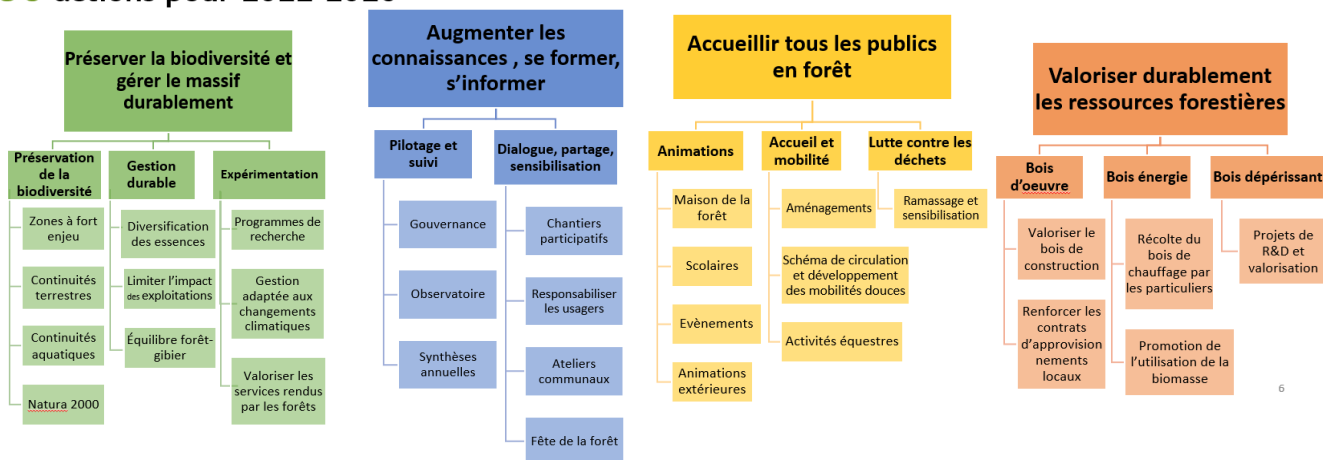 actions pour 2022-2026
Préserver la biodiversité et
gérer le massif
durablement
Préservation
de la
biodiversité
Zones à fort
enjeu
Continuités
terrestres
Continuités
aquatiques
Natura 2000
Gestion
durable
Diversification
des essences
Limiter l'impact
des exploitations
Équilibre forêt-
gibier
Expérimentation
Programmes de
recherche
Gestion
adaptée aux
changements
climatiques
Valoriser les
services rendus
par les forêts
Augmenter les
connaissances , se former,
s'informer
Pilotage et
suivi
Gouvernance
Observatoire
Synthèses
annuelles
Dialogue, partage,
sensibilisation
Chantiers
participatifs
Responsabiliser
les usagers
Ateliers
communaux
Fête de la forêt
Accueillir tous les publics
en forêt
Animations
Maison de la
forêt
Scolaires
Evènements
Animations
extérieures
Accueil et
mobilité
Aménagements
Schéma de circulation
et développement
des mobilités douces
Activités équestres
Lutte contre les
déchets
Ramassage et
sensibilisation
Valoriser durablement
les ressources forestières
Bois
d'oeuvre
Valoriser le
bois de
construction
Renforcer les
contrats
d'approvision
nements
locaux
Bois énergie
Récolte du
bois de
chauffage par
les particuliers
Promotion de
l'utilisation de la
biomasse
Bois dépérissant
Projets de
R&D et
valorisation
6